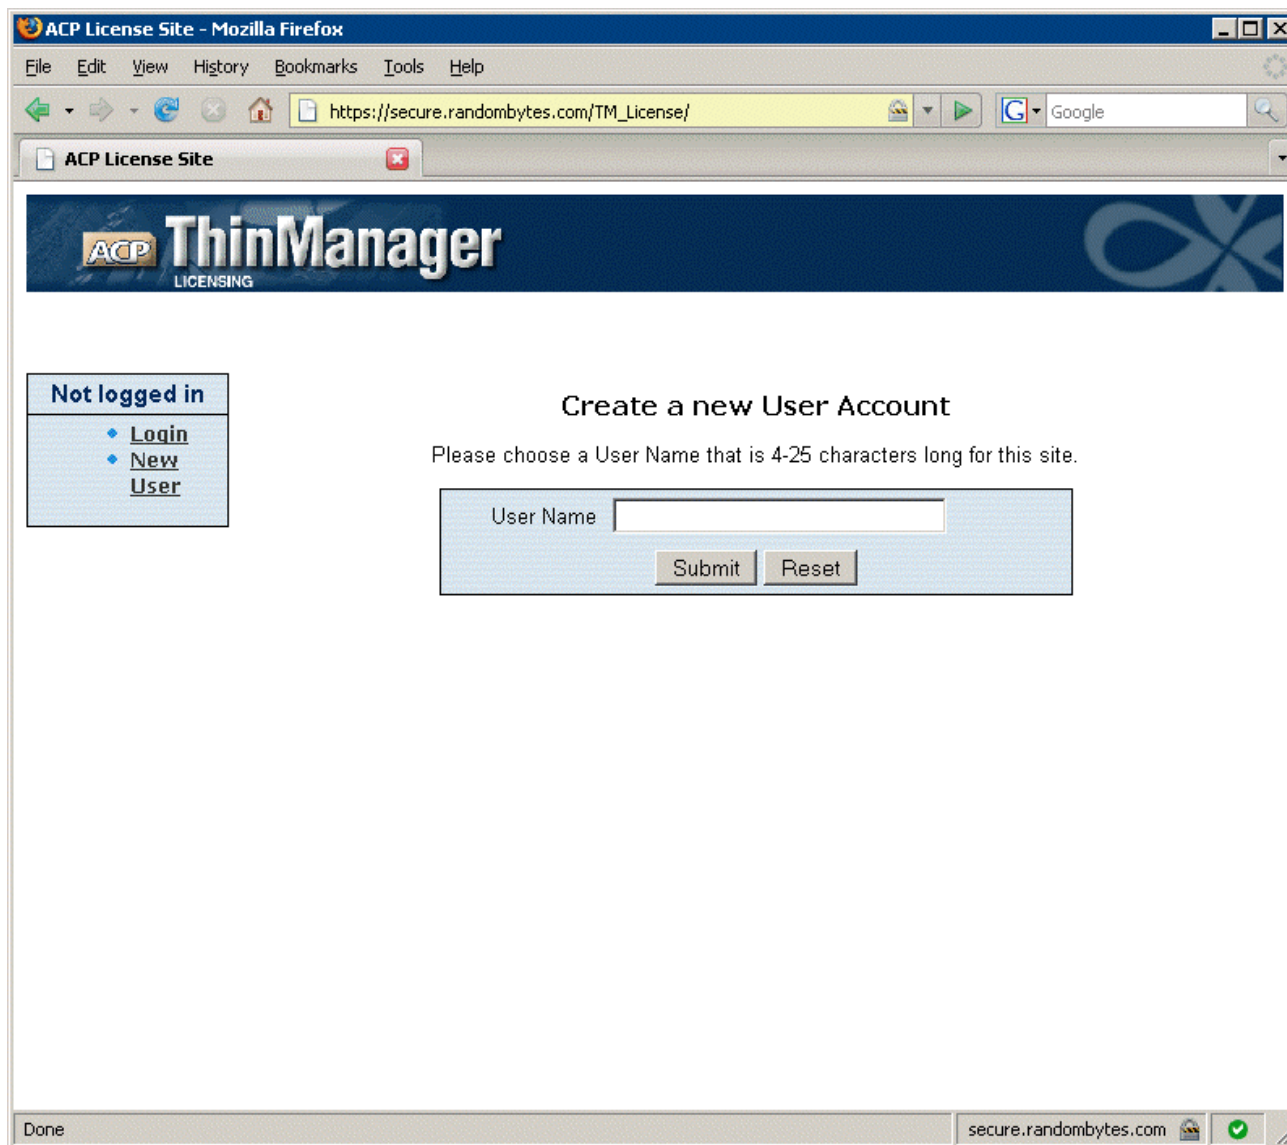 ACP License Site - Mozilla Firefox
File Edit View History Bookmarks Tools Help
https://secure.randombytes.com/TM_License/
G Google
ACP License Site
ACP ThinManager
LICENSING
Not logged in
Login
New
User
Create a new User Account
Please choose a User Name that is 4-25 characters long for this site.
User Name
Submit Reset
Done secure.randombytes.com